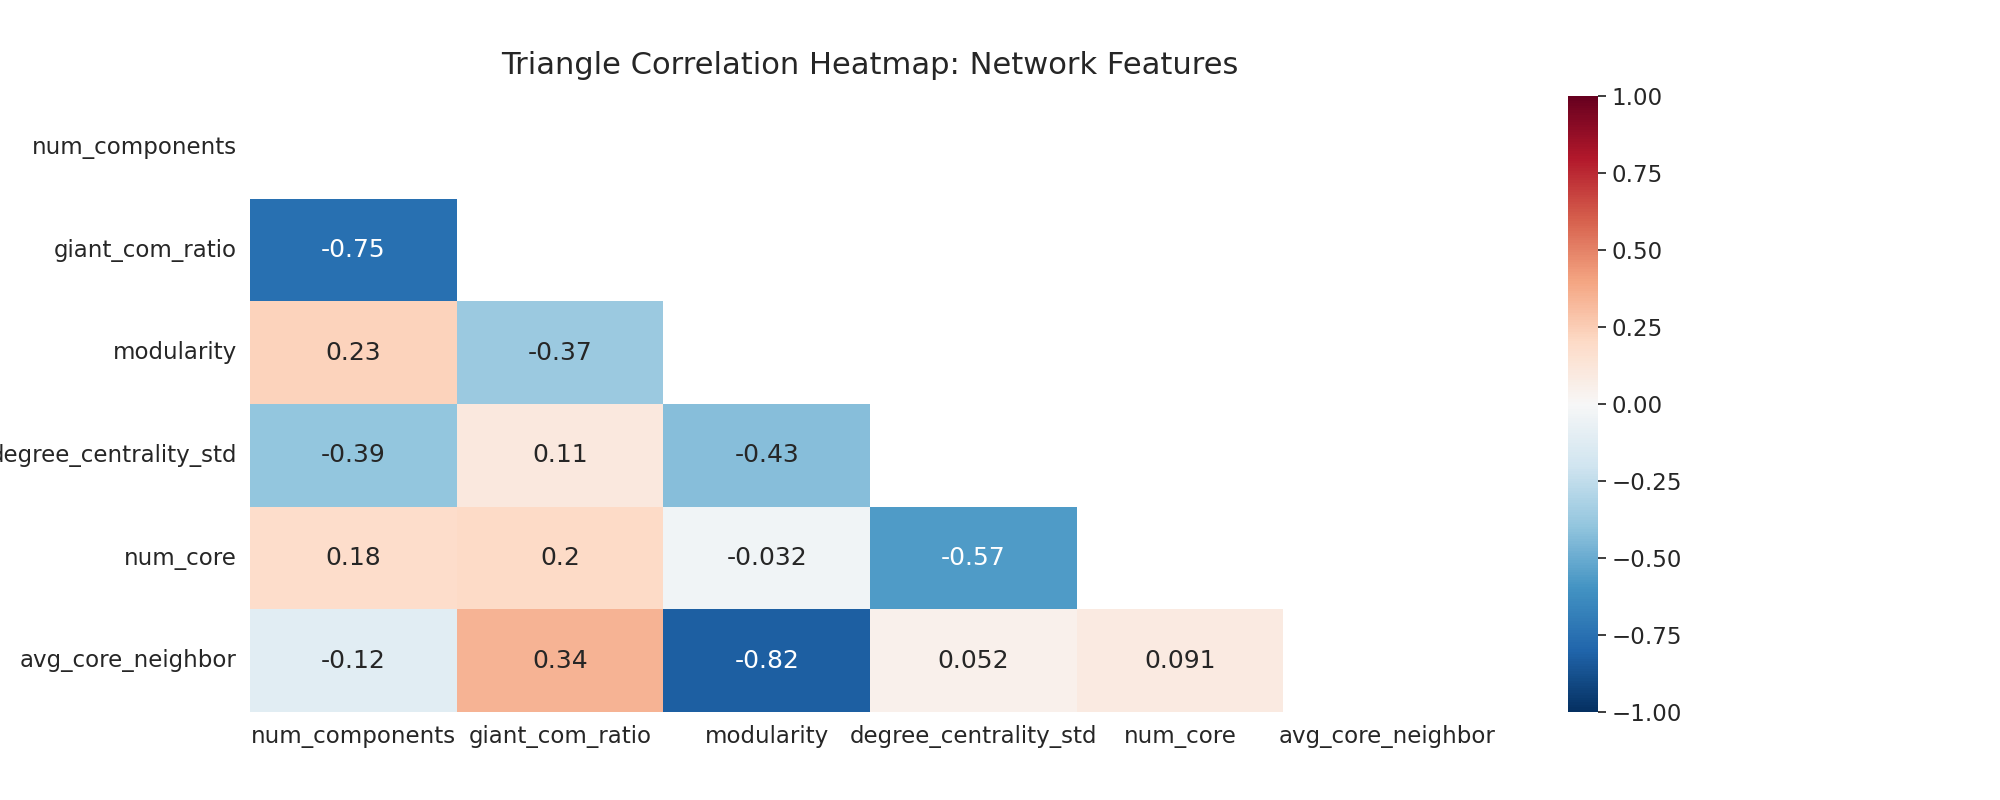 Triangle Correlation Heatmap: Network Features
1.00
num_components
0.75
giant_com_ratio
-0.75
0.50
modularity
0.23
-0.37
0.25
0.00
degree_centrality_std
-0.39
0.11
-0.43
−0.25
num_core
0.18
0.2
-0.032
-0.57
−0.50
avg_core_neighbor
-0.12
0.34
-0.82
0.052
0.091
−0.75
−1.00
num_components
giant_com_ratio
modularity
degree_centrality_std
num_core
avg_core_neighbor